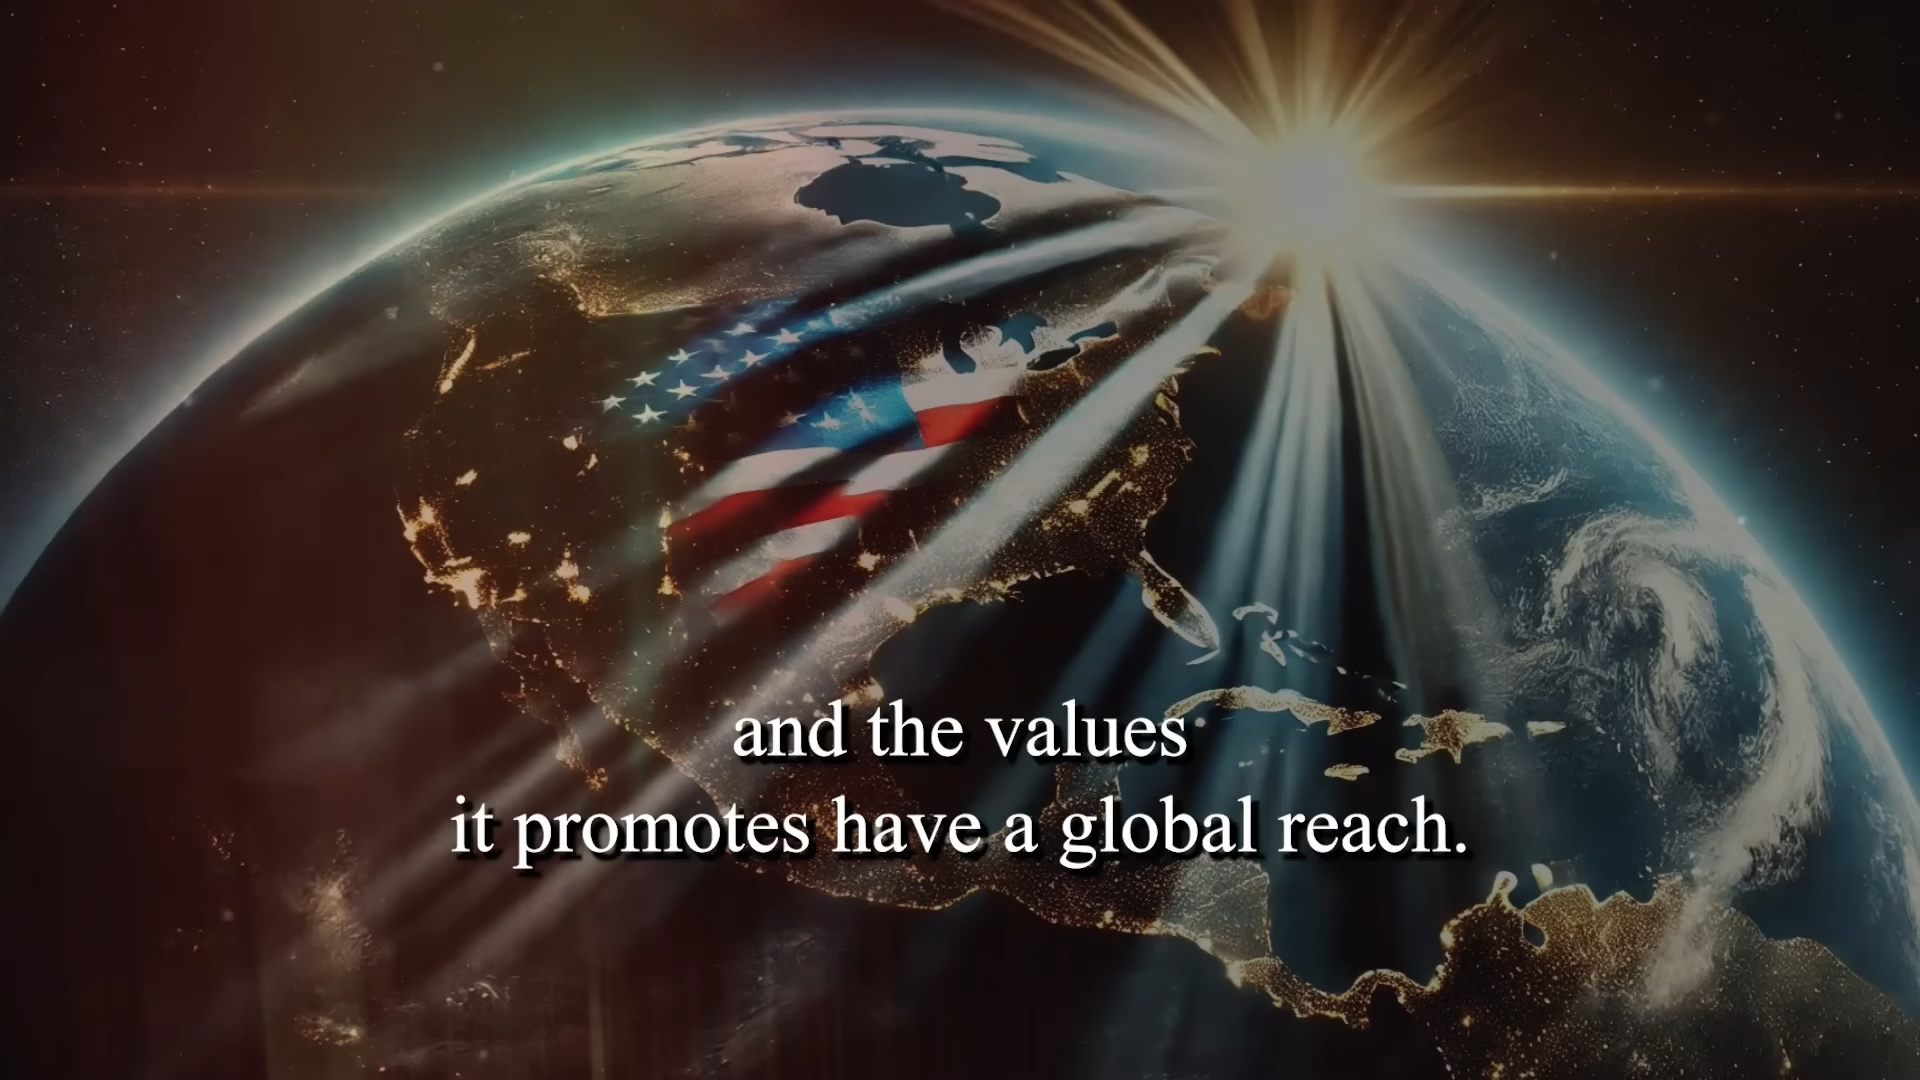 and the values
it promotes have a global reach.